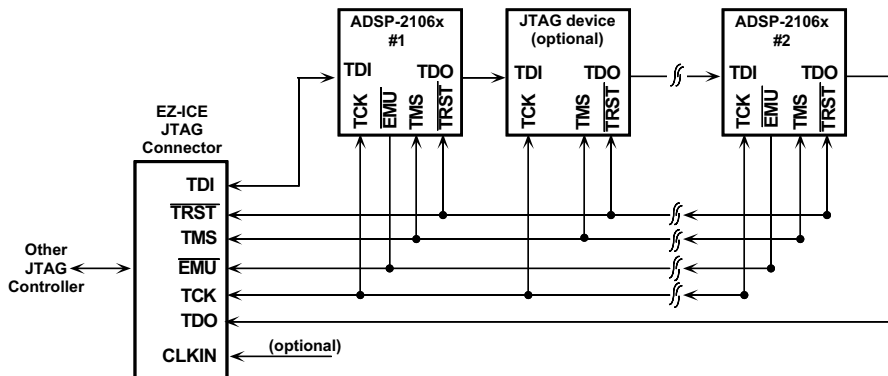 ADSP-2106x
#1
TDI
TDO
TCK
EMU
TMS
TRST
JTAG device
(optional)
TDI
TDO
TCK
TMS
TRST
ADSP-2106x
#2
TDI
TDO
TCK
EMU
TMS
TRST
EZ-ICE
JTAG
Connector
TDI
TRST
TMS
EMU
TCK
TDO
CLKIN
(optional)
Other
JTAG
Controller